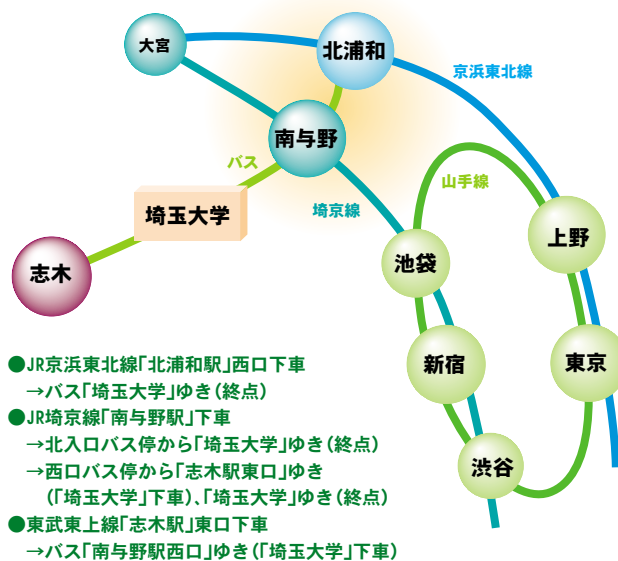 大宮
北浦和
京浜東北線
南与野
バス
埼京線
山手線
埼玉大学
上野
志木
池袋
新宿
東京
渋谷
●JR京浜東北線｢北浦和駅｣西口下車
→バス｢埼玉大学｣ゆき(終点)
●JR埼京線｢南与野駅｣下車
→北入口バス停から｢埼玉大学｣ゆき(終点)
→西口バス停から｢志木駅東口｣ゆき
(｢埼玉大学｣下車)、｢埼玉大学｣ゆき(終点)
●東武東上線｢志木駅｣東口下車
→バス｢南与野駅西口｣ゆき(｢埼玉大学｣下車)